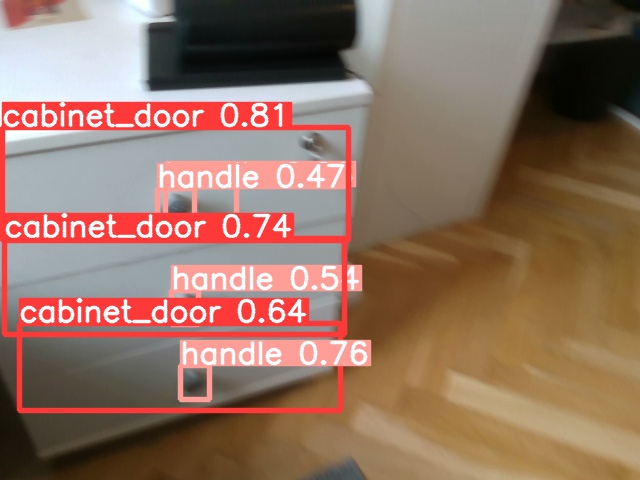 cabinet_door 0.81
handle 0.47
cabinet_door 0.74
handle 0.54
cabinet_door 0.64
handle 0.76